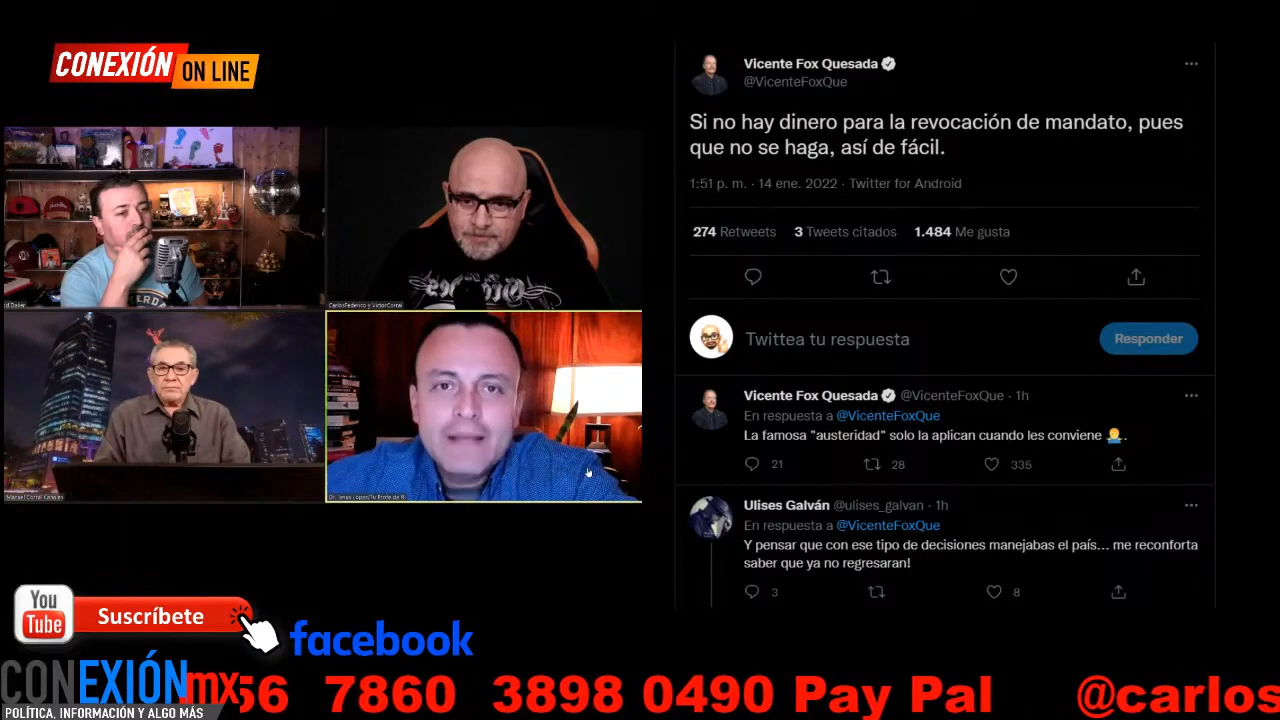 CONEXIÓN
ON LINE
Vicente Fox Quesada
@VicenteFoxQue
Si no hay dinero para la revocación de mandato, pues
que no se haga, así de fácil.
1:51 p. m. · 14 ene. 2022 · Twitter for Android
274 Retweets 3 Tweets citados 1.484 Me gusta
Twittea tu respuesta
Responder
Vicente Fox Quesada @VicenteFoxQue · 1h
En respuesta a @VicenteFoxQue
La famosa "austeridad" solo la aplican cuando les conviene .
21 28 335
Ulises Galván @ulises_galvan · 1h
En respuesta a @VicenteFoxQue
Y pensar que con ese tipo de decisiones manejabas el país... me reconforta
saber que ya no regresaran!
3 8
CarlosFederico y VictorCorral
Manuel Corral Canales
You
Tube
Suscríbete
facebook
CONEXIÓN mx
POLÍTICA, INFORMACIÓN Y ALGO MÁS
56 7860 3898 0490 Pay Pal @carlos